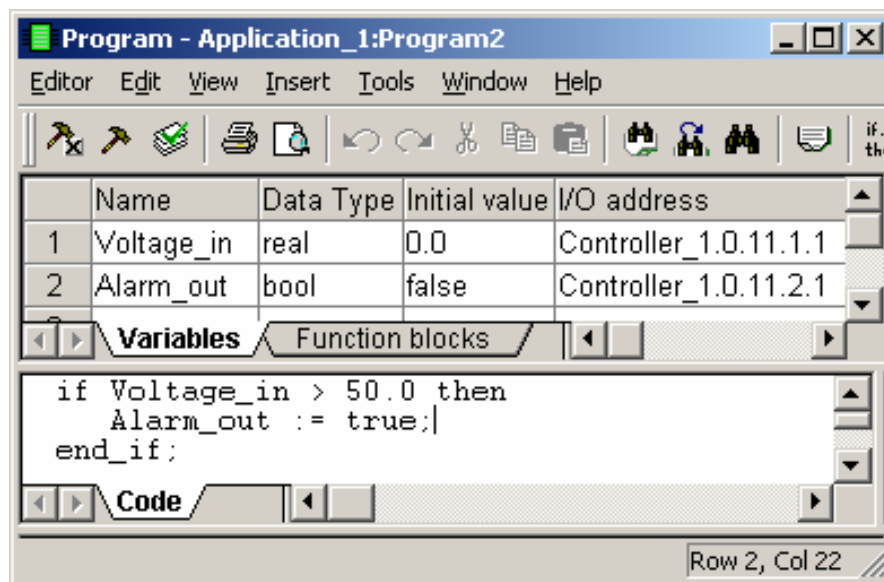 Program - Application_1:Program2
Editor Edit View Insert Tools Window Help
if.
the
Name Data Type Initial value I/O address
1 Voltage_in real 0.0 Controller_1.0.11.1.1
2 Alarm_out bool false Controller_1.0.11.2.1
Variables Function blocks
if Voltage_in > 50.0 then
Alarm_out := true;
end_if;
Code
Row 2, Col 22